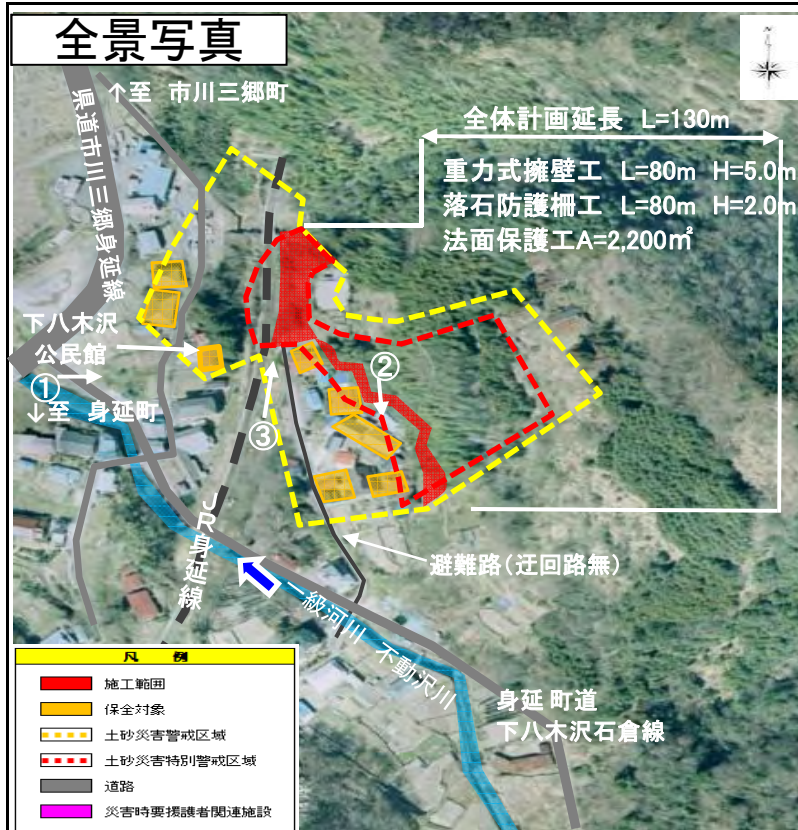 全景写真
N
↑至 市川三郷町
県道市川三郷身延線
全体計画延長 L=130m
重力式擁壁工 L=80m H=5.0m
落石防護柵工 L=80m H=2.0m
法面保護工A=2,200㎡
下八木沢
公民館
①
↓至 身延町
②
③
JR身延線
避難路(迂回路無)
一級河川 不動沢川
身延町道
下八木沢石倉線
凡 例
施工範囲
保全対象
土砂災害警戒区域
土砂災害特別警戒区域
道路
災害時要援護者関連施設